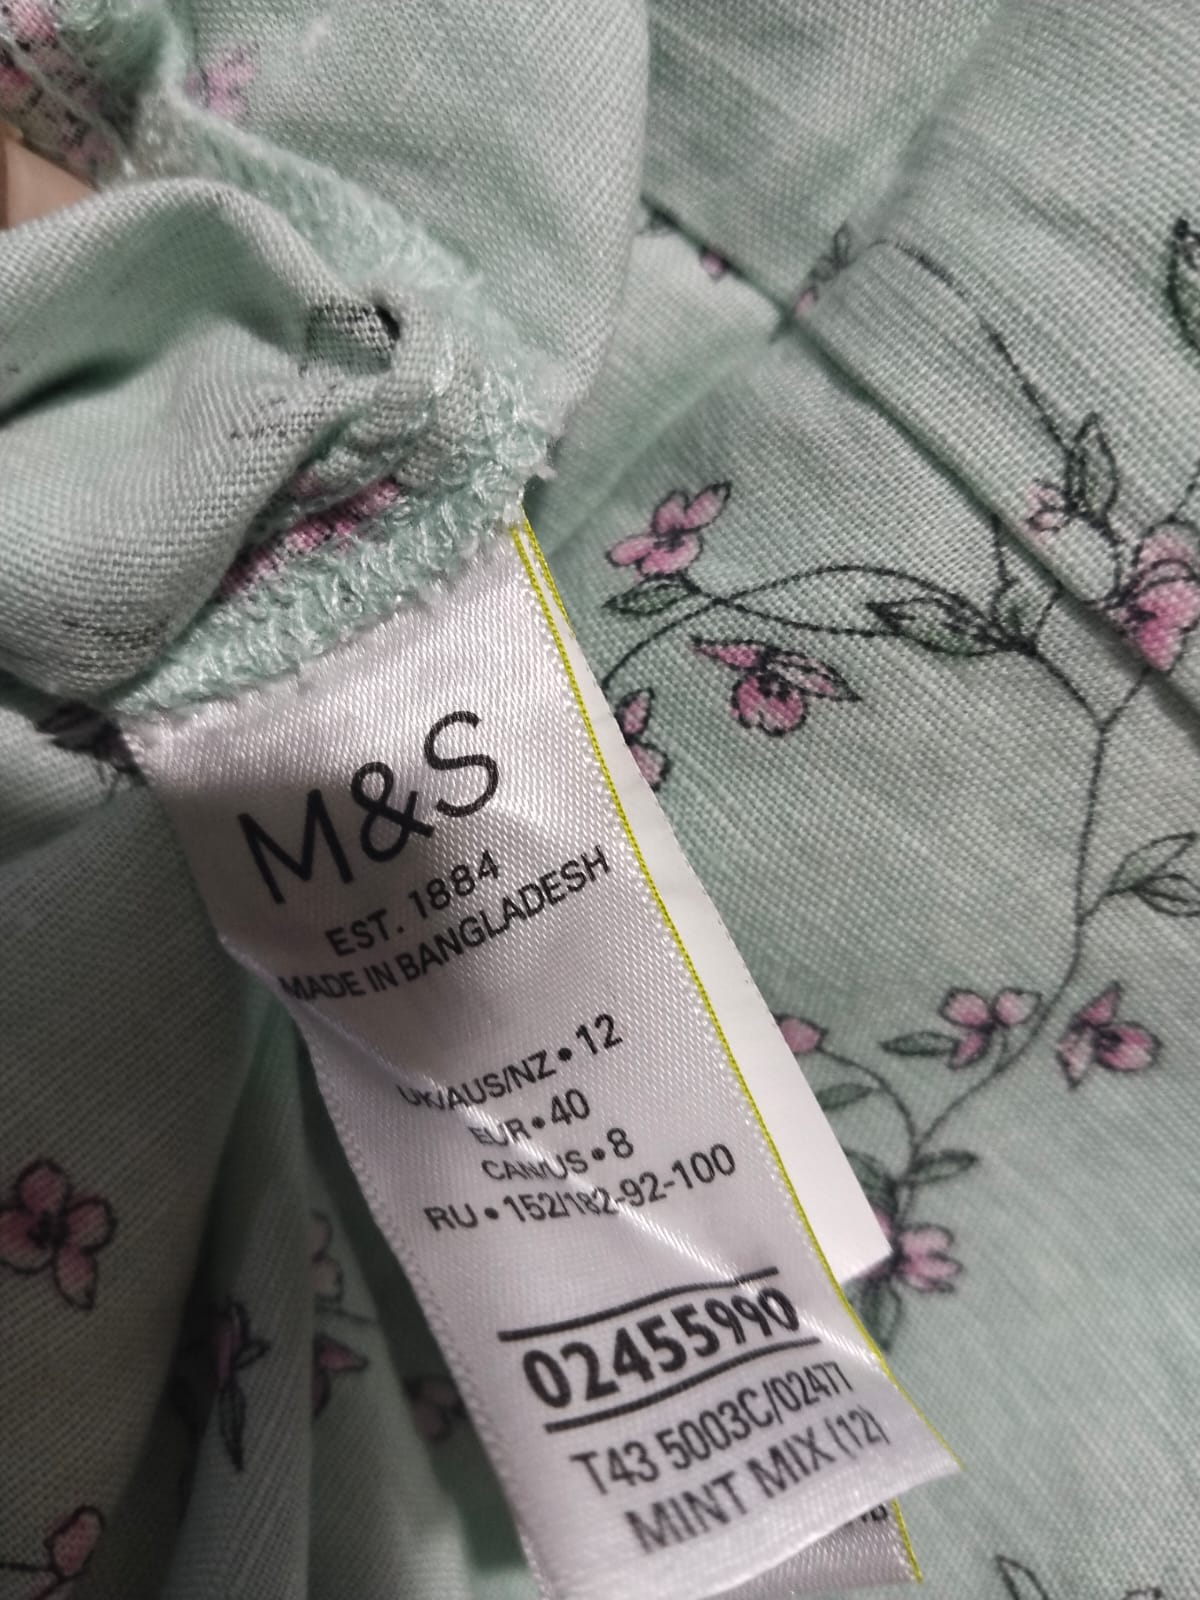 M&S
EST. 1884
MADE IN BANGLADESH
UK/AUS/NZ•12
EUR•40
CAN/US•8
RU•152/182-92-100
02455990
T43 5003C/02477
MINT MIX (12)